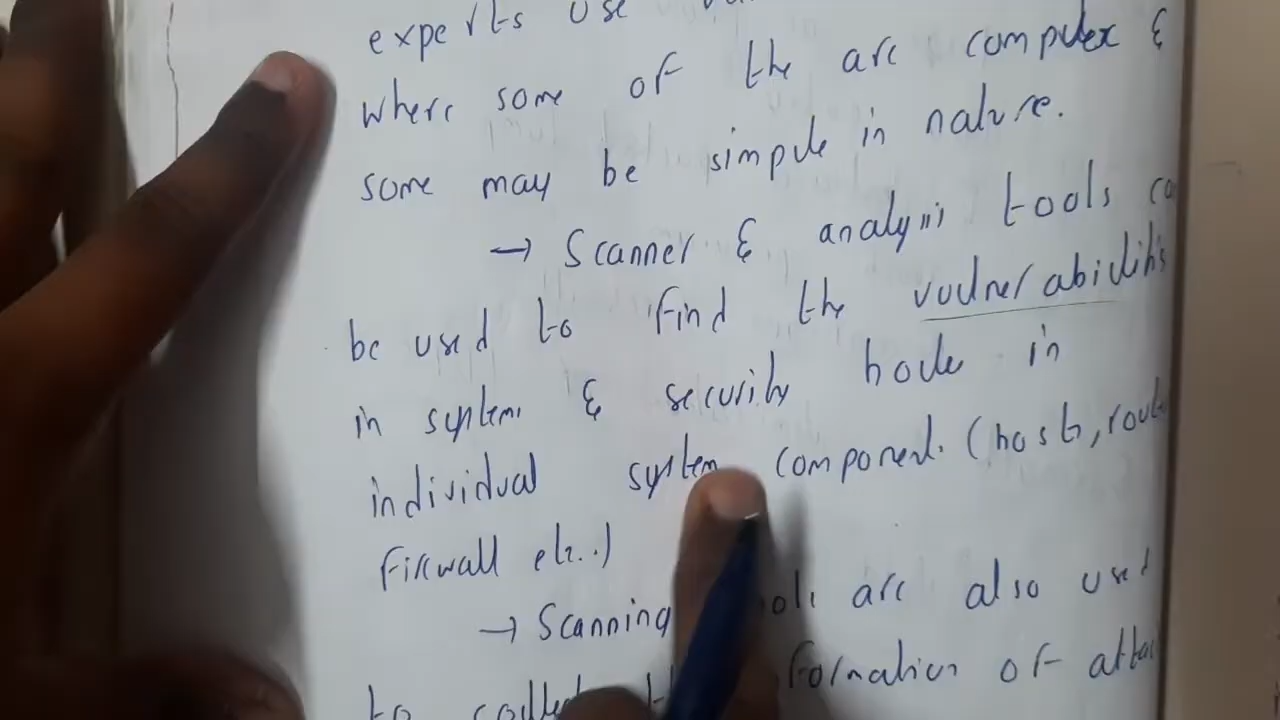 experts use
where some of the are complex &
some may be simple in nature.
→ Scanner & analysis tools
be used to find the vulnerabilities
in system & security hole in
individual system component. (host,
firewall etc..)
→ Scanning are also used
to of